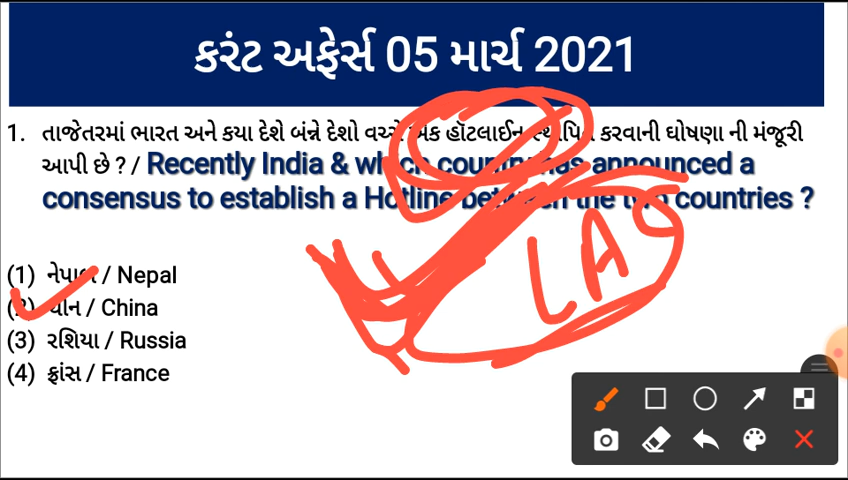 કરંટ અફેર્સ 05 માર્ચ 2021
1. તાજેતરમાં ભારત અને કયા દેશે બંન્ને દેશો વચ્ચે એક હૉટલાઈન સ્થાપિત કરવાની ઘોષણા ની મંજૂરી
આપી છે ? / Recently India & which country has announced a
consensus to establish a Hotline between the two countries ?
LAC
(1) નેપાળ / Nepal
(2) ચીન / China
(3) રશિયા / Russia
(4) ફ્રાંસ / France